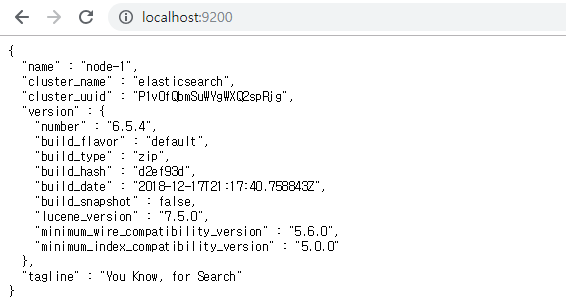 localhost:9200
{
  "name" : "node-1",
  "cluster_name" : "elasticsearch",
  "cluster_uuid" : "P1vOfQbmSuWYgWXQ2spRjg",
  "version" : {
    "number" : "6.5.4",
    "build_flavor" : "default",
    "build_type" : "zip",
    "build_hash" : "d2ef93d",
    "build_date" : "2018-12-17T21:17:40.758843Z",
    "build_snapshot" : false,
    "lucene_version" : "7.5.0",
    "minimum_wire_compatibility_version" : "5.6.0",
    "minimum_index_compatibility_version" : "5.0.0"
  },
  "tagline" : "You Know, for Search"
}